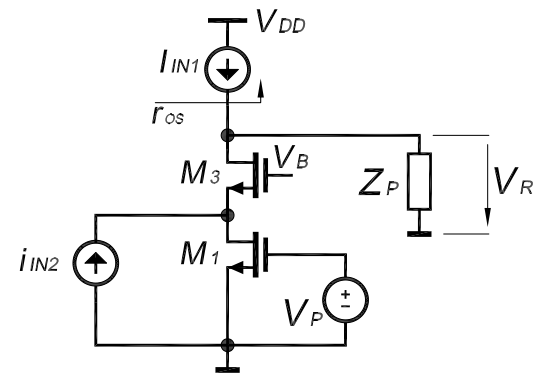 VDD
IIN1
rOS
VB
M3
ZP
VR
iIN2
M1
VP
+
−